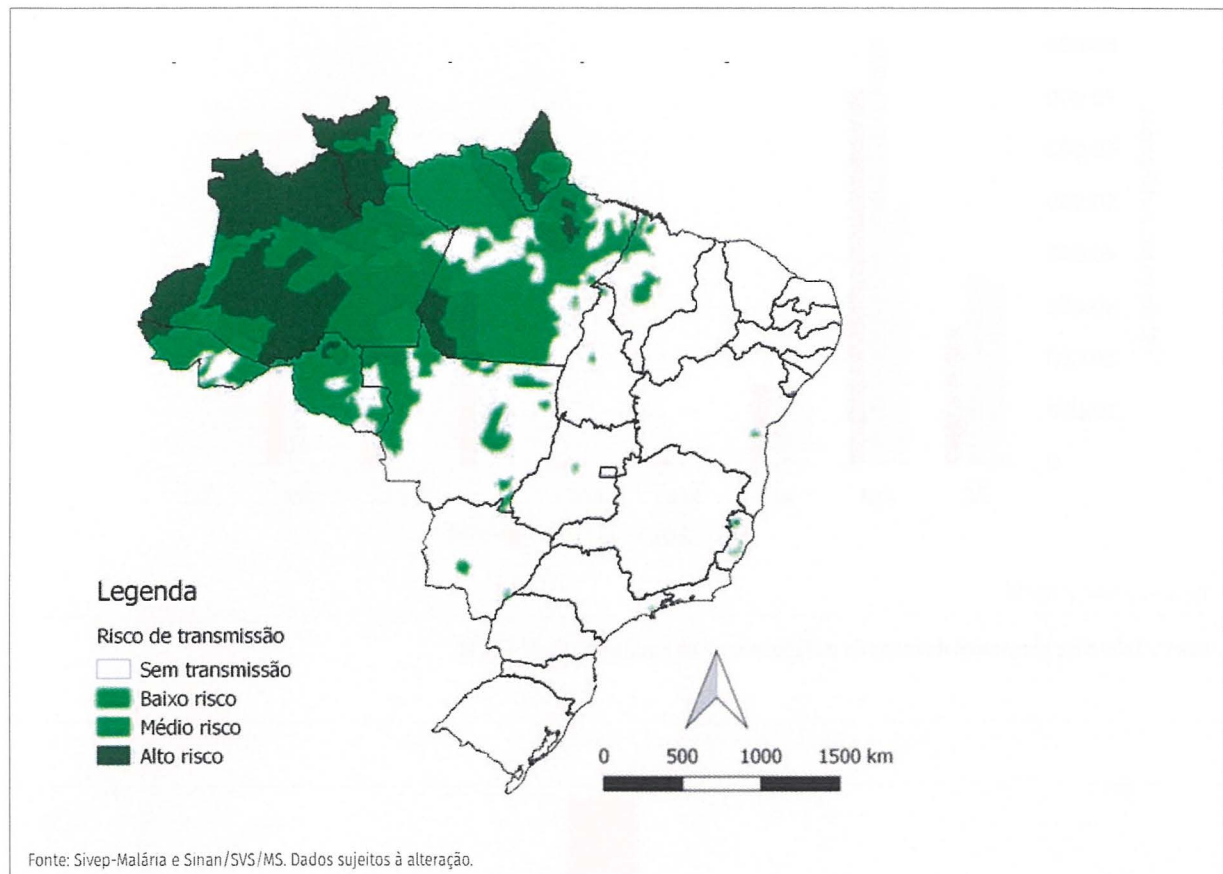 Legenda
Risco de transmissão
Sem transmissão
Baixo risco
Médio risco
Alto risco
0 500 1000 1500 km
Fonte: Sivep-Malária e Sinan/SVS/MS. Dados sujeitos à alteração.